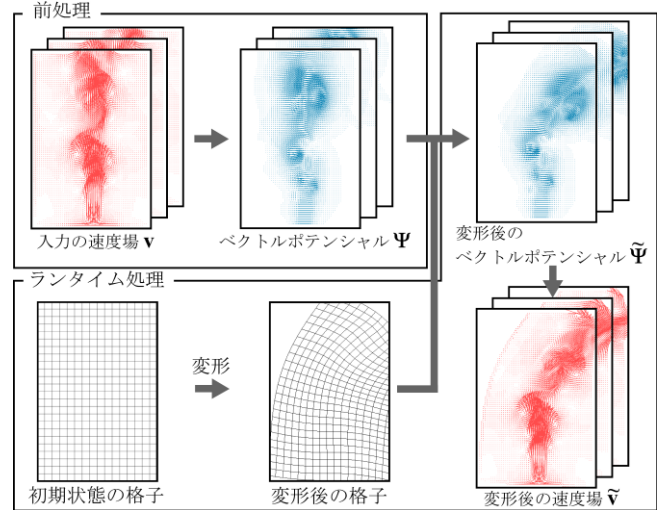 前処理
入力の速度場 v
ベクトルポテンシャル Ψ
変形後の
ベクトルポテンシャル Ψ̃
ランタイム処理
変形
初期状態の格子
変形後の格子
変形後の速度場 ṽ